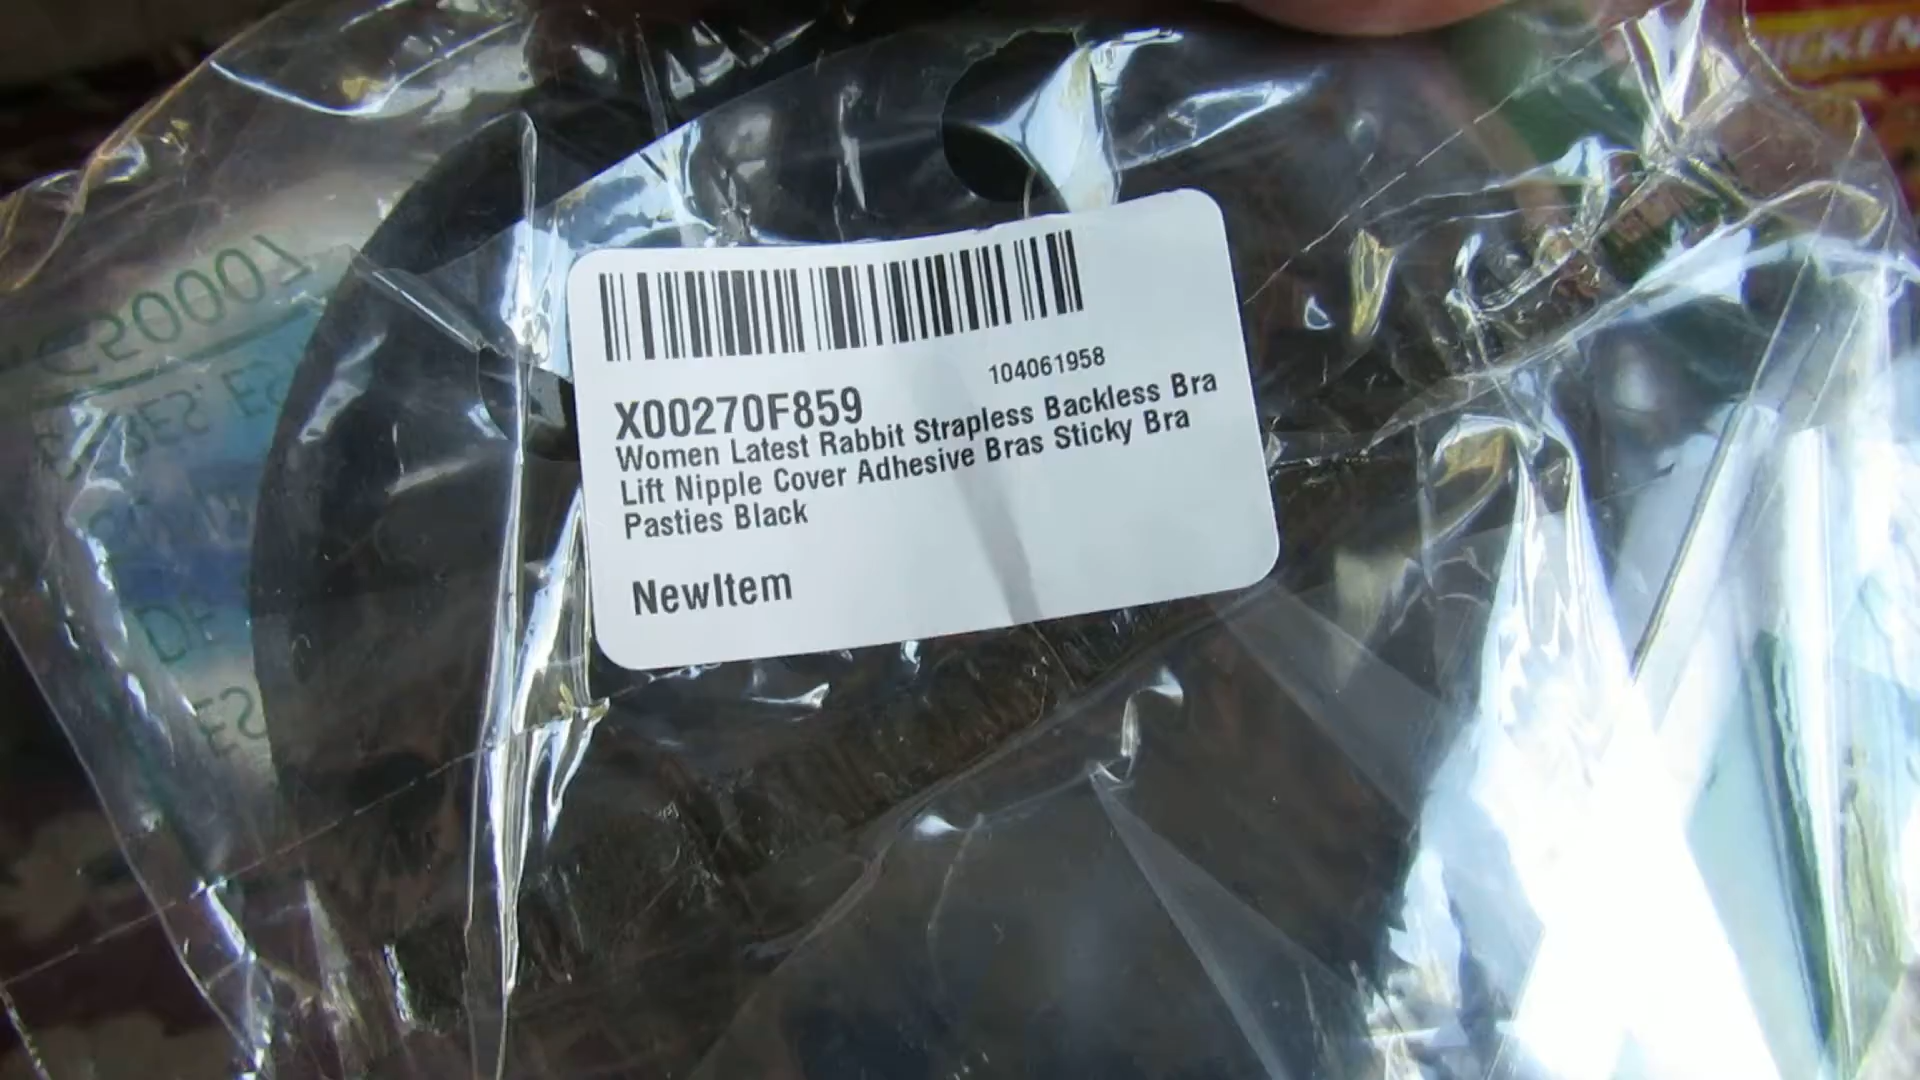 104061958
X00270F859
Women Latest Rabbit Strapless Backless Bra
Lift Nipple Cover Adhesive Bras Sticky Bra
Pasties Black
NewItem